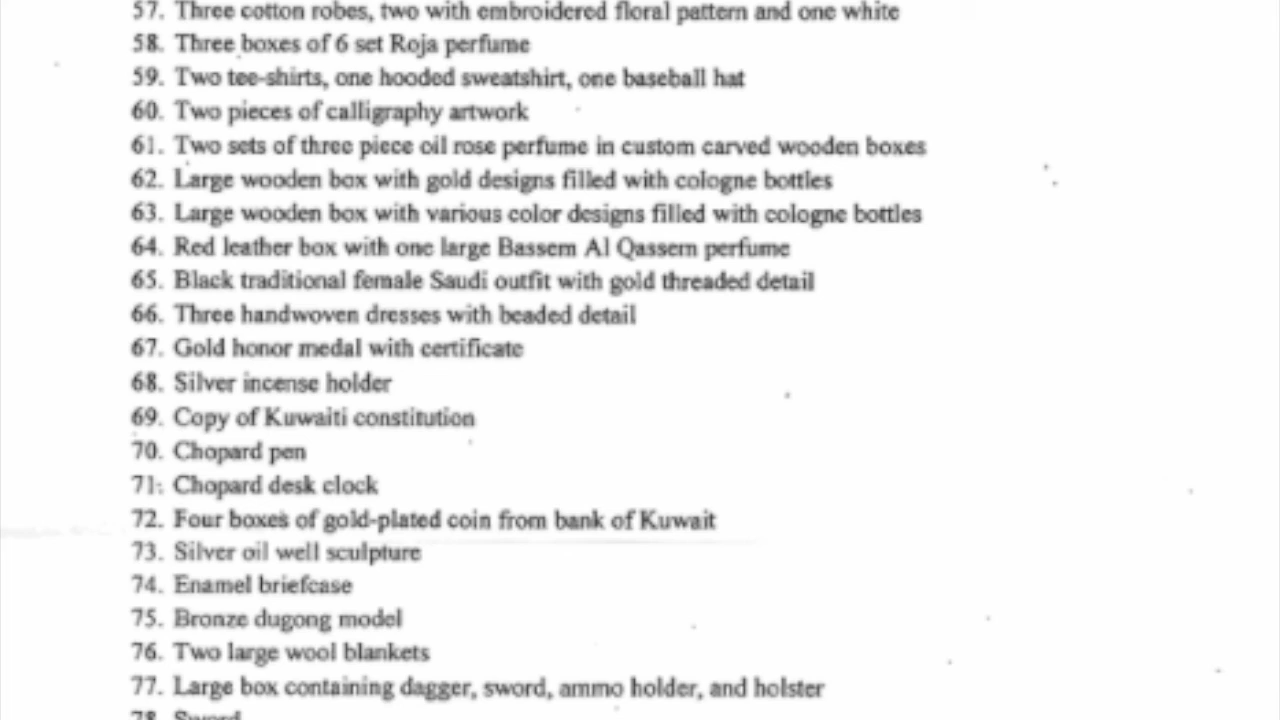 57. Three cotton robes, two with embroidered floral pattern and one white
58. Three boxes of 6 set Roja perfume
59. Two tee-shirts, one hooded sweatshirt, one baseball hat
60. Two pieces of calligraphy artwork
61. Two sets of three piece oil rose perfume in custom carved wooden boxes
62. Large wooden box with gold designs filled with cologne bottles
63. Large wooden box with various color designs filled with cologne bottles
64. Red leather box with one large Bassem Al Qassem perfume
65. Black traditional female Saudi outfit with gold threaded detail
66. Three handwoven dresses with beaded detail
67. Gold honor medal with certificate
68. Silver incense holder
69. Copy of Kuwaiti constitution
70. Chopard pen
71. Chopard desk clock
72. Four boxes of gold-plated coin from bank of Kuwait
73. Silver oil well sculpture
74. Enamel briefcase
75. Bronze dugong model
76. Two large wool blankets
77. Large box containing dagger, sword, ammo holder, and holster
78. Sword